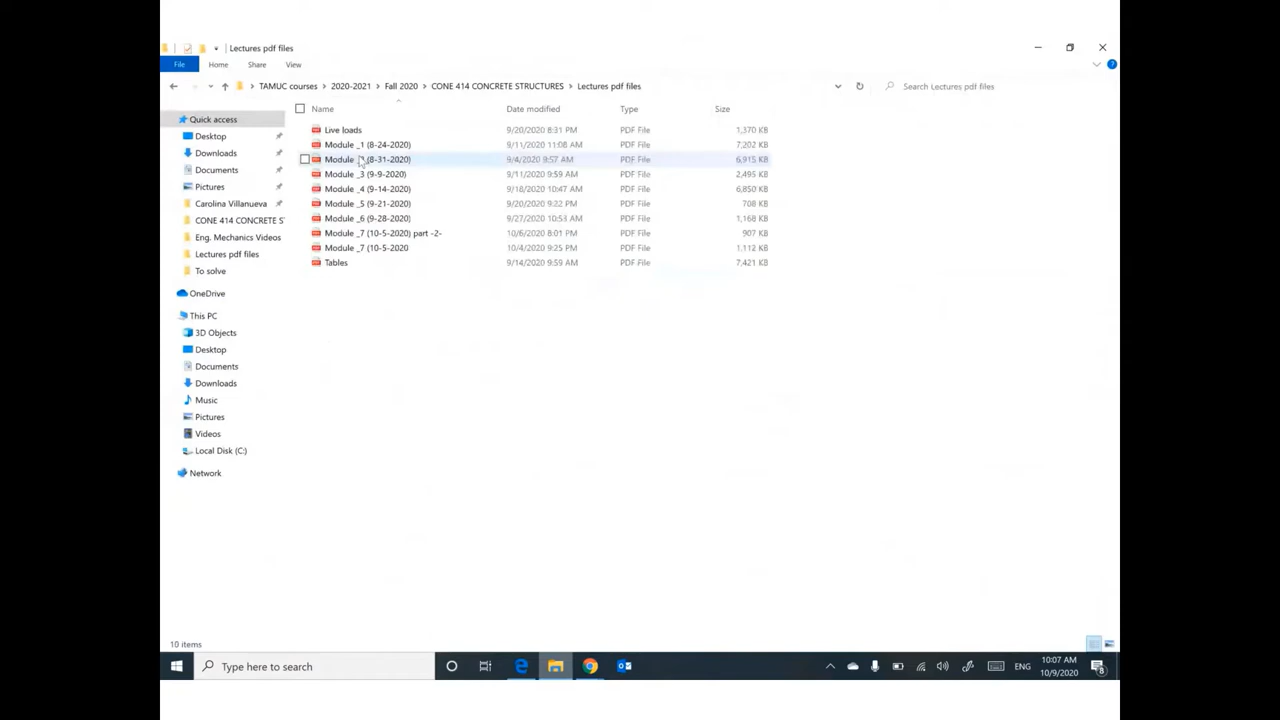 Lectures pdf files
File Home Share View
TAMUC courses 2020-2021 Fall 2020 CONE 414 CONCRETE STRUCTURES Lectures pdf files Search Lectures pdf files
Name Date modified Type Size
Quick access
Desktop
Downloads
Documents
Pictures
Carolina Villanueva
CONE 414 CONCRETE ST
Eng. Mechanics Videos
Lectures pdf files
To solve
OneDrive
This PC
3D Objects
Desktop
Documents
Downloads
Music
Pictures
Videos
Local Disk (C:)
Network
Live loads 9/20/2020 8:31 PM PDF File 1,370 KB
Module _1 (8-24-2020) 9/11/2020 11:08 AM PDF File 7,202 KB
Module (8-31-2020) 9/4/2020 9:57 AM PDF File 6,915 KB
Module _3 (9-9-2020) 9/11/2020 9:59 AM PDF File 2,495 KB
Module _4 (9-14-2020) 9/18/2020 10:47 AM PDF File 6,850 KB
Module _5 (9-21-2020) 9/20/2020 9:22 PM PDF File 708 KB
Module _6 (9-28-2020) 9/27/2020 10:53 AM PDF File 1,168 KB
Module _7 (10-5-2020) part -2- 10/6/2020 8:01 PM PDF File 907 KB
Module _7 (10-5-2020 10/4/2020 9:25 PM PDF File 1,112 KB
Tables 9/14/2020 9:59 AM PDF File 7,421 KB
10 items
Type here to search
ENG
10:07 AM
10/9/2020
8